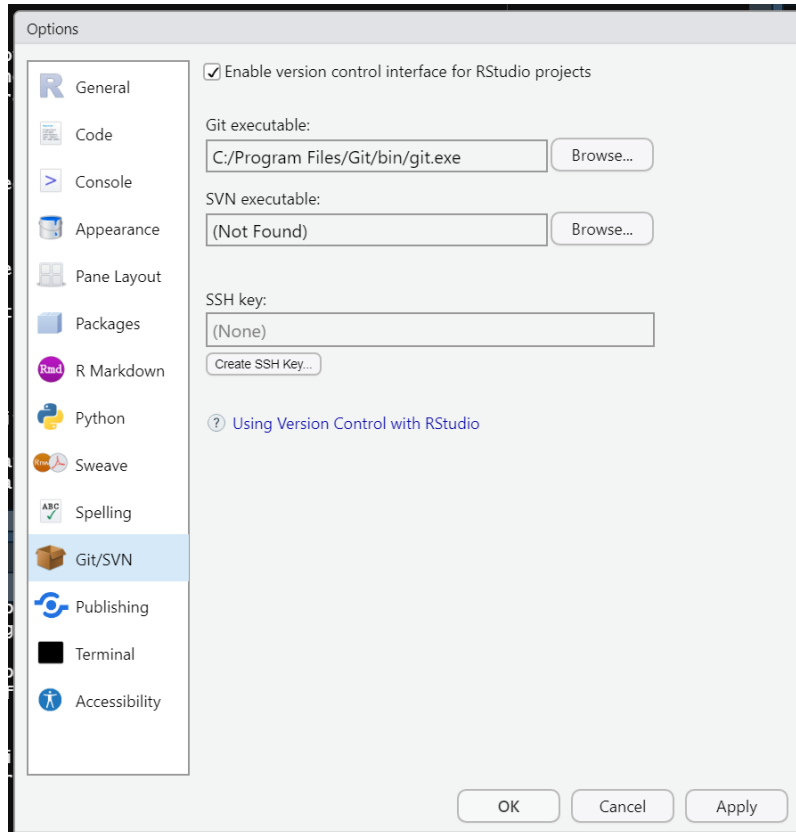 Options
General
Code
Console
Appearance
Pane Layout
Packages
Rmd
R Markdown
Python
Sweave
ABC
Spelling
Git/SVN
Publishing
Terminal
Accessibility
Enable version control interface for RStudio projects
Git executable:
C:/Program Files/Git/bin/git.exe
Browse...
SVN executable:
(Not Found)
Browse...
SSH key:
(None)
Create SSH Key...
? Using Version Control with RStudio
OK
Cancel
Apply